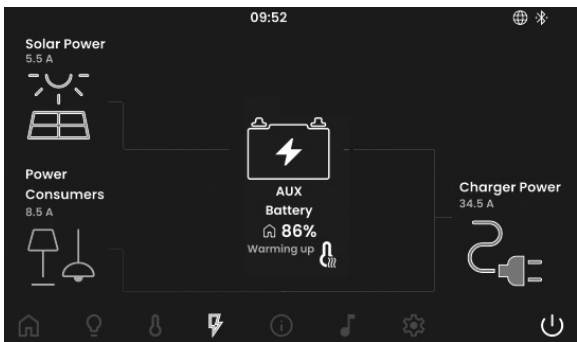 09:52
Solar Power
5.5 A
Power
Consumers
8.5 A
AUX
Battery
86%
Warming up
Charger Power
34.5 A